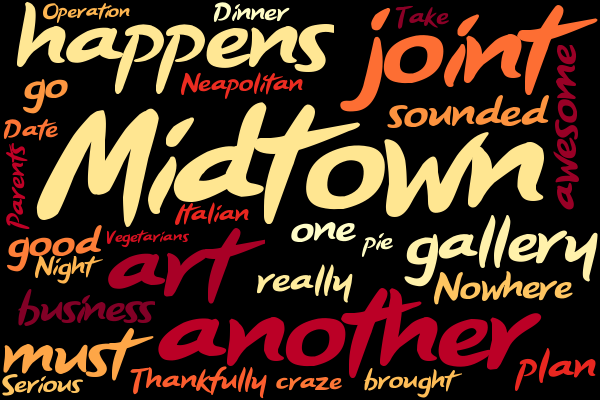 Operation
Dinner
Take
happens
joint
go
Neapolitan
awesome
sounded
Date
Midtown
Parents
Italian
one
gallery
good
Vegetarians
pie
Night
art
really
Nowhere
business
another
must
plan
Serious
Thankfully
craze
brought